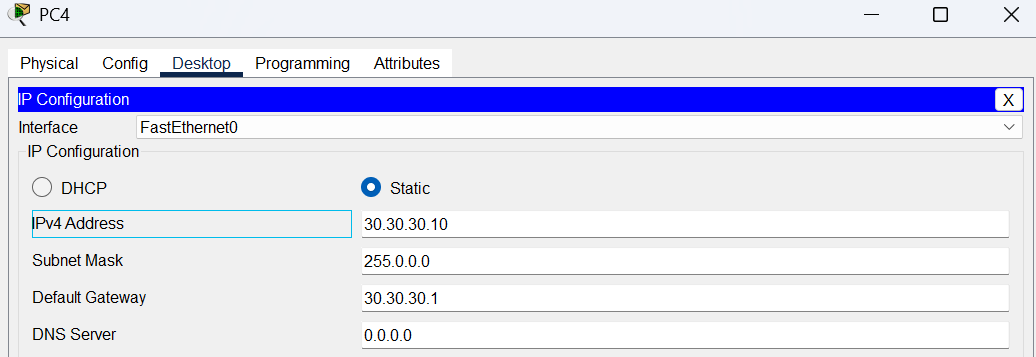 PC4
Physical Config Desktop Programming Attributes
IP Configuration X
Interface FastEthernet0
IP Configuration
DHCP Static
IPv4 Address 30.30.30.10
Subnet Mask 255.0.0.0
Default Gateway 30.30.30.1
DNS Server 0.0.0.0